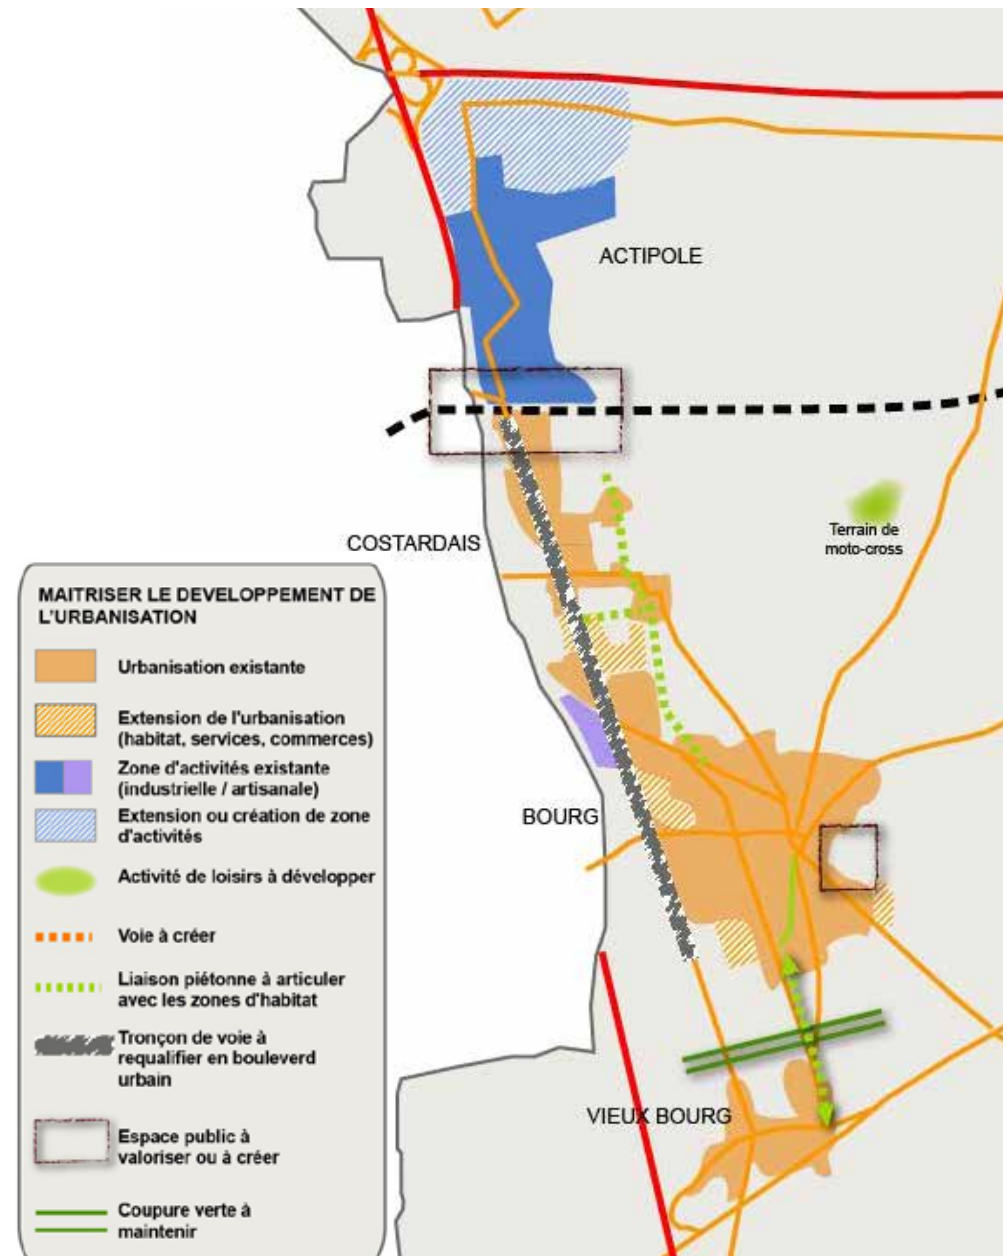 ACTIPOLE
Terrain de
moto-cross
COSTARDAIS
MAITRISER LE DEVELOPPEMENT DE
L'URBANISATION
Urbanisation existante
Extension de l'urbanisation
(habitat, services, commerces)
Zone d'activités existante
(industrielle / artisanale)
Extension ou création de zone
d'activités
Activité de loisirs à développer
Voie à créer
Liaison piétonne à articuler
avec les zones d'habitat
Tronçon de voie à
requalifier en bouleverd
urbain
Espace public à
valoriser ou à créer
Coupure verte à
maintenir
BOURG
VIEUX BOURG